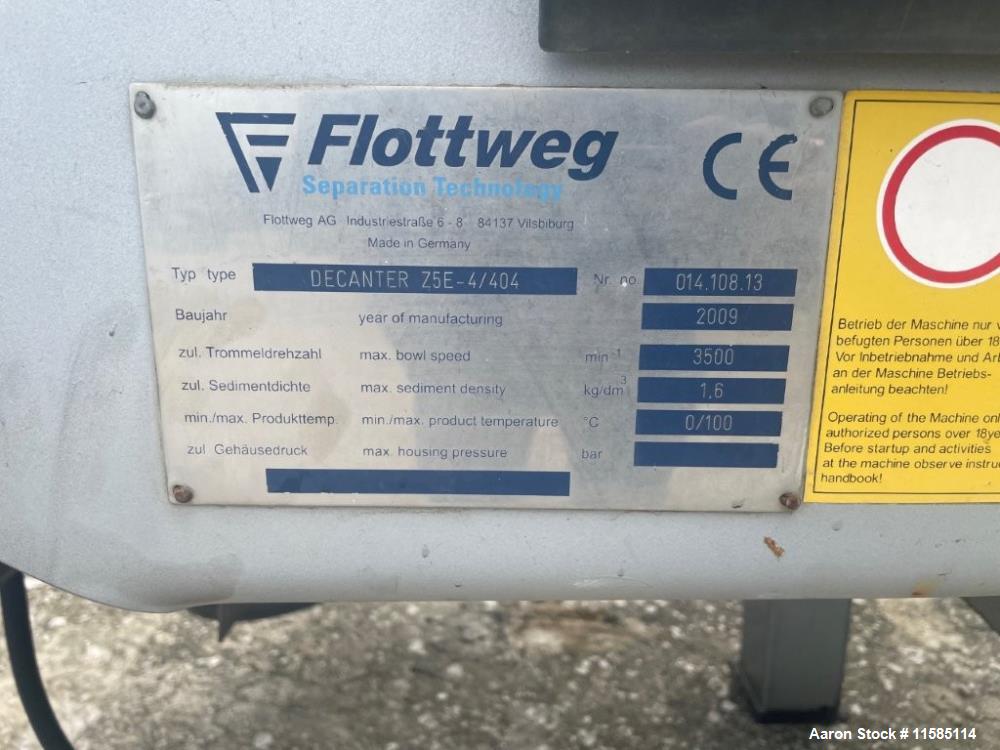 Flottweg
Separation Technology
CE
Flottweg AG Industriestraße 6 - 8 84137 Vilsbiburg
Made in Germany
Typ type DECANTER Z5E-4/404 Nr. no 014.108.13
Baujahr year of manufacturing 2009
zul. Trommeldrehzahl max. bowl speed min⁻¹ 3500
zul. Sedimentdichte max. sediment density kg/dm³ 1,6
min./max. Produkttemp. min./max. product temperature °C 0/100
zul Gehäusedruck max. housing pressure bar
Betrieb der Maschine nur
befugten Personen über 18
Vor Inbetriebnahme und
an der Maschine Betriebs-
anleitung beachten!
Operating of the Machine
authorized persons over
Before startup and activities
at the machine observe
handbook!
Aaron Stock # 11585114